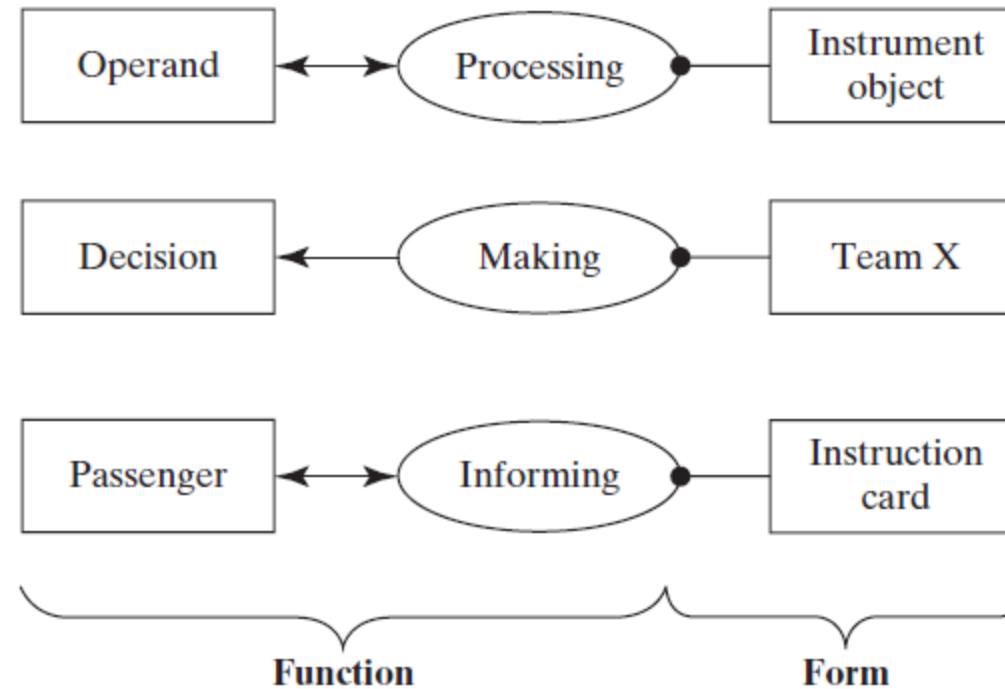 Operand
Processing
Instrument
object
Decision
Making
Team X
Passenger
Informing
Instruction
card
Function
Form